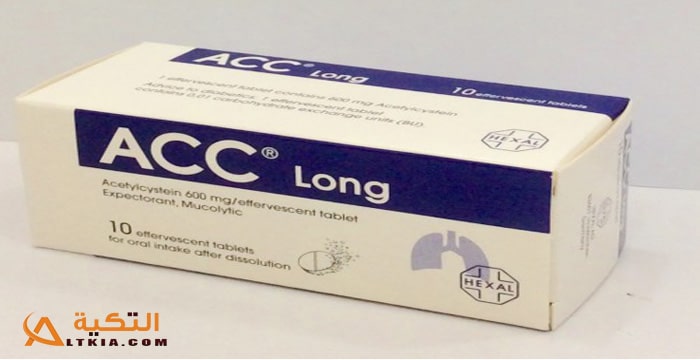 ACC® Long
10 effervescent tablets
1 effervescent tablet contains 600 mg Acetylcystein
Advice to diabetics: 1 effervescent tablet
contains 0.01 carbohydrate exchange units (BU).
HEXAL
ACC® Long
Acetylcystein 600 mg/effervescent tablet
Expectorant, Mucolytic
10 effervescent tablets
for oral intake after dissolution
HEXAL
التكية
ALTKIA.COM